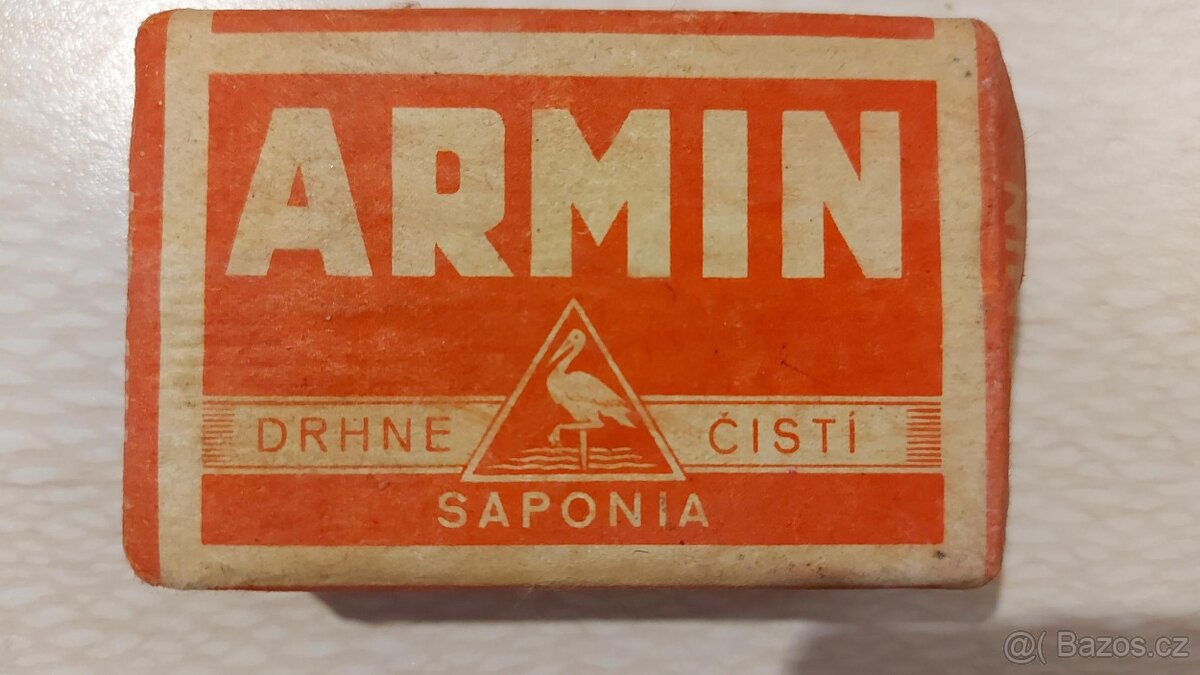 ARMIN
DRHNE ČISTÍ
SAPONIA
@( Bazos.cz